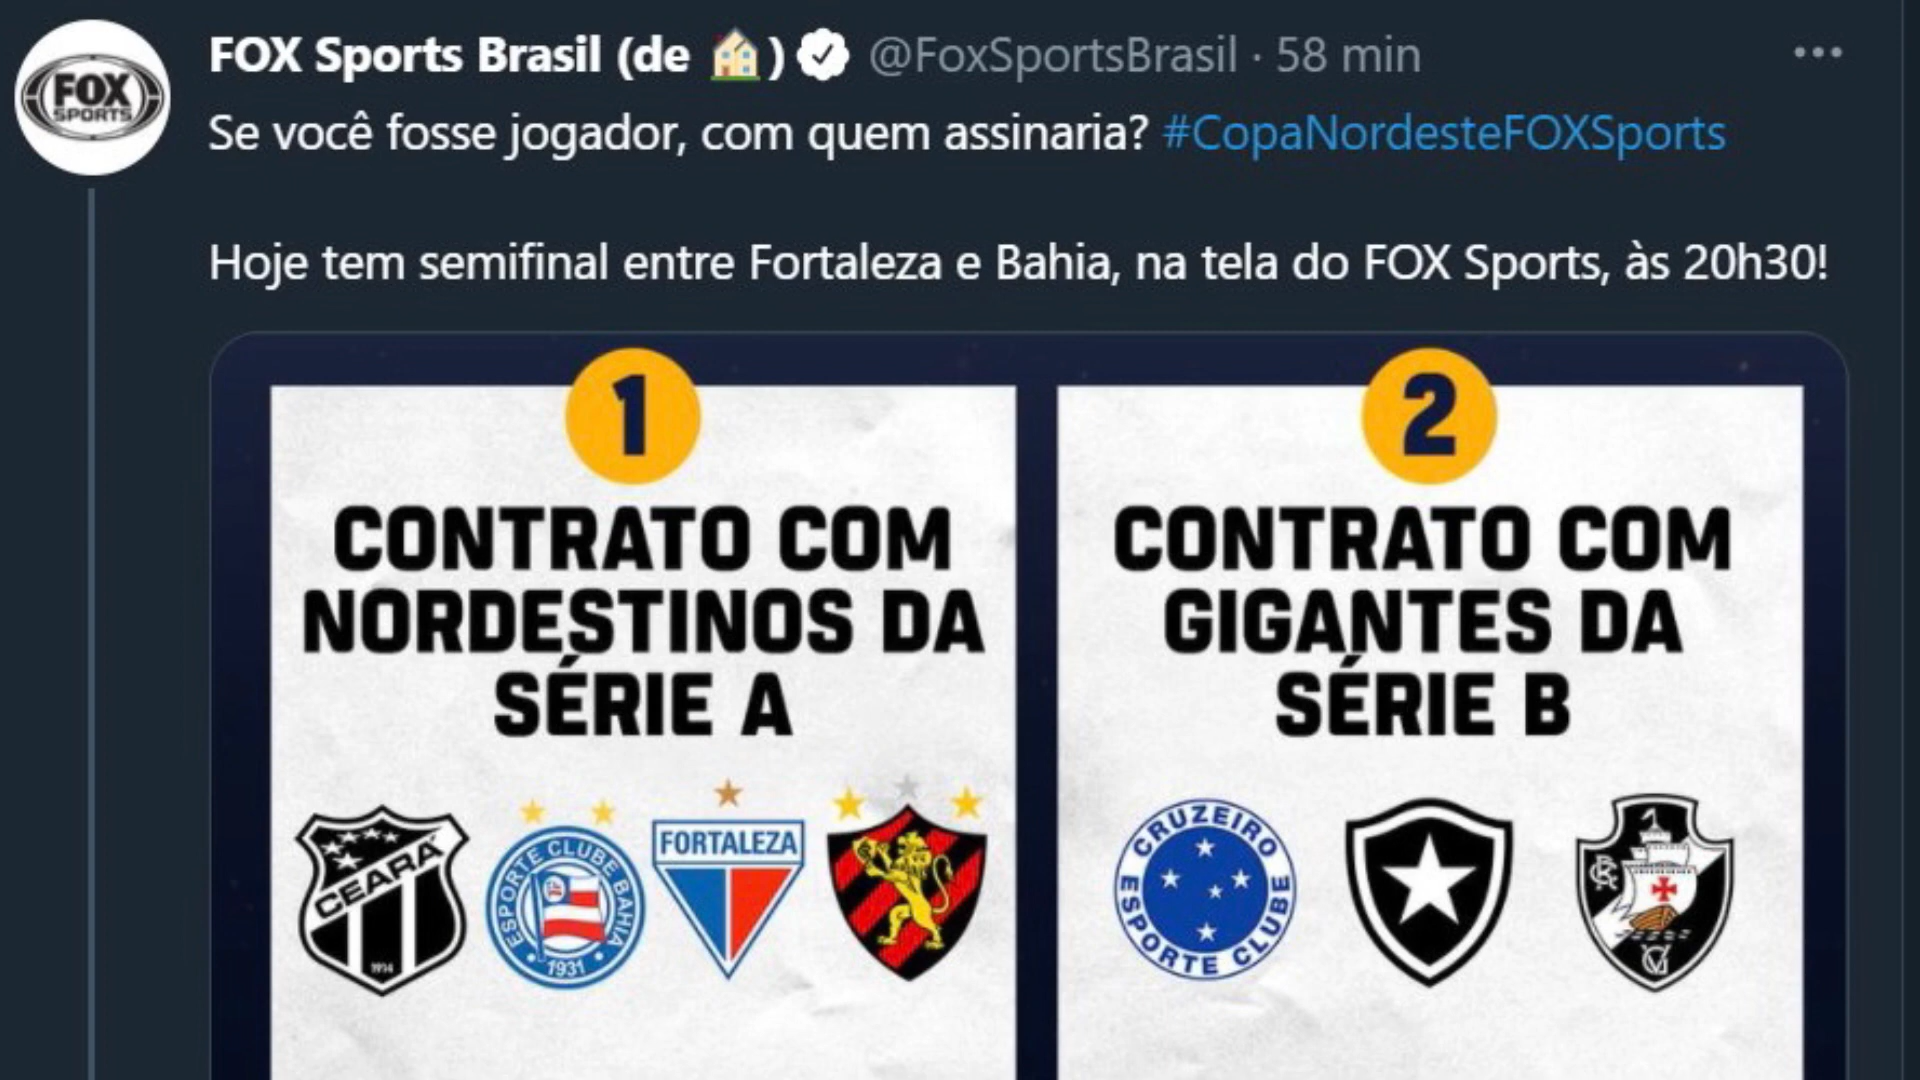 FOX Sports Brasil (de 🏠) @FoxSportsBrasil · 58 min
FOX
SPORTS
Se você fosse jogador, com quem assinaria? #CopaNordesteFOXSports
Hoje tem semifinal entre Fortaleza e Bahia, na tela do FOX Sports, às 20h30!
1
CONTRATO COM
NORDESTINOS DA
SÉRIE A
CEARÁ
1914
ESPORTE CLUBE BAHIA
1931
FORTALEZA
2
CONTRATO COM
GIGANTES DA
SÉRIE B
CRUZEIRO
ESPORTE CLUBE